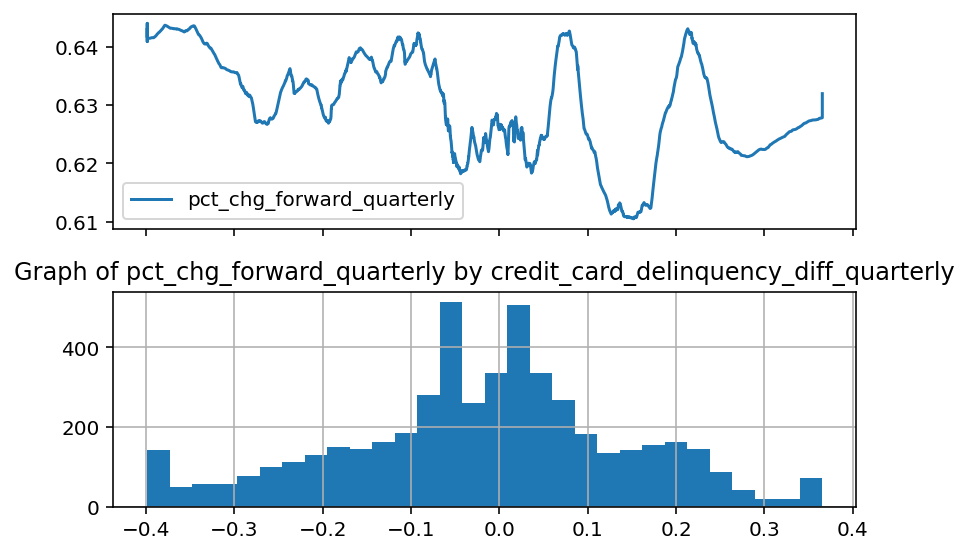 0.64
0.63
0.62
0.61
pct_chg_forward_quarterly
Graph of pct_chg_forward_quarterly by credit_card_delinquency_diff_quarterly
400
200
0
−0.4 −0.3 −0.2 −0.1 0.0 0.1 0.2 0.3 0.4